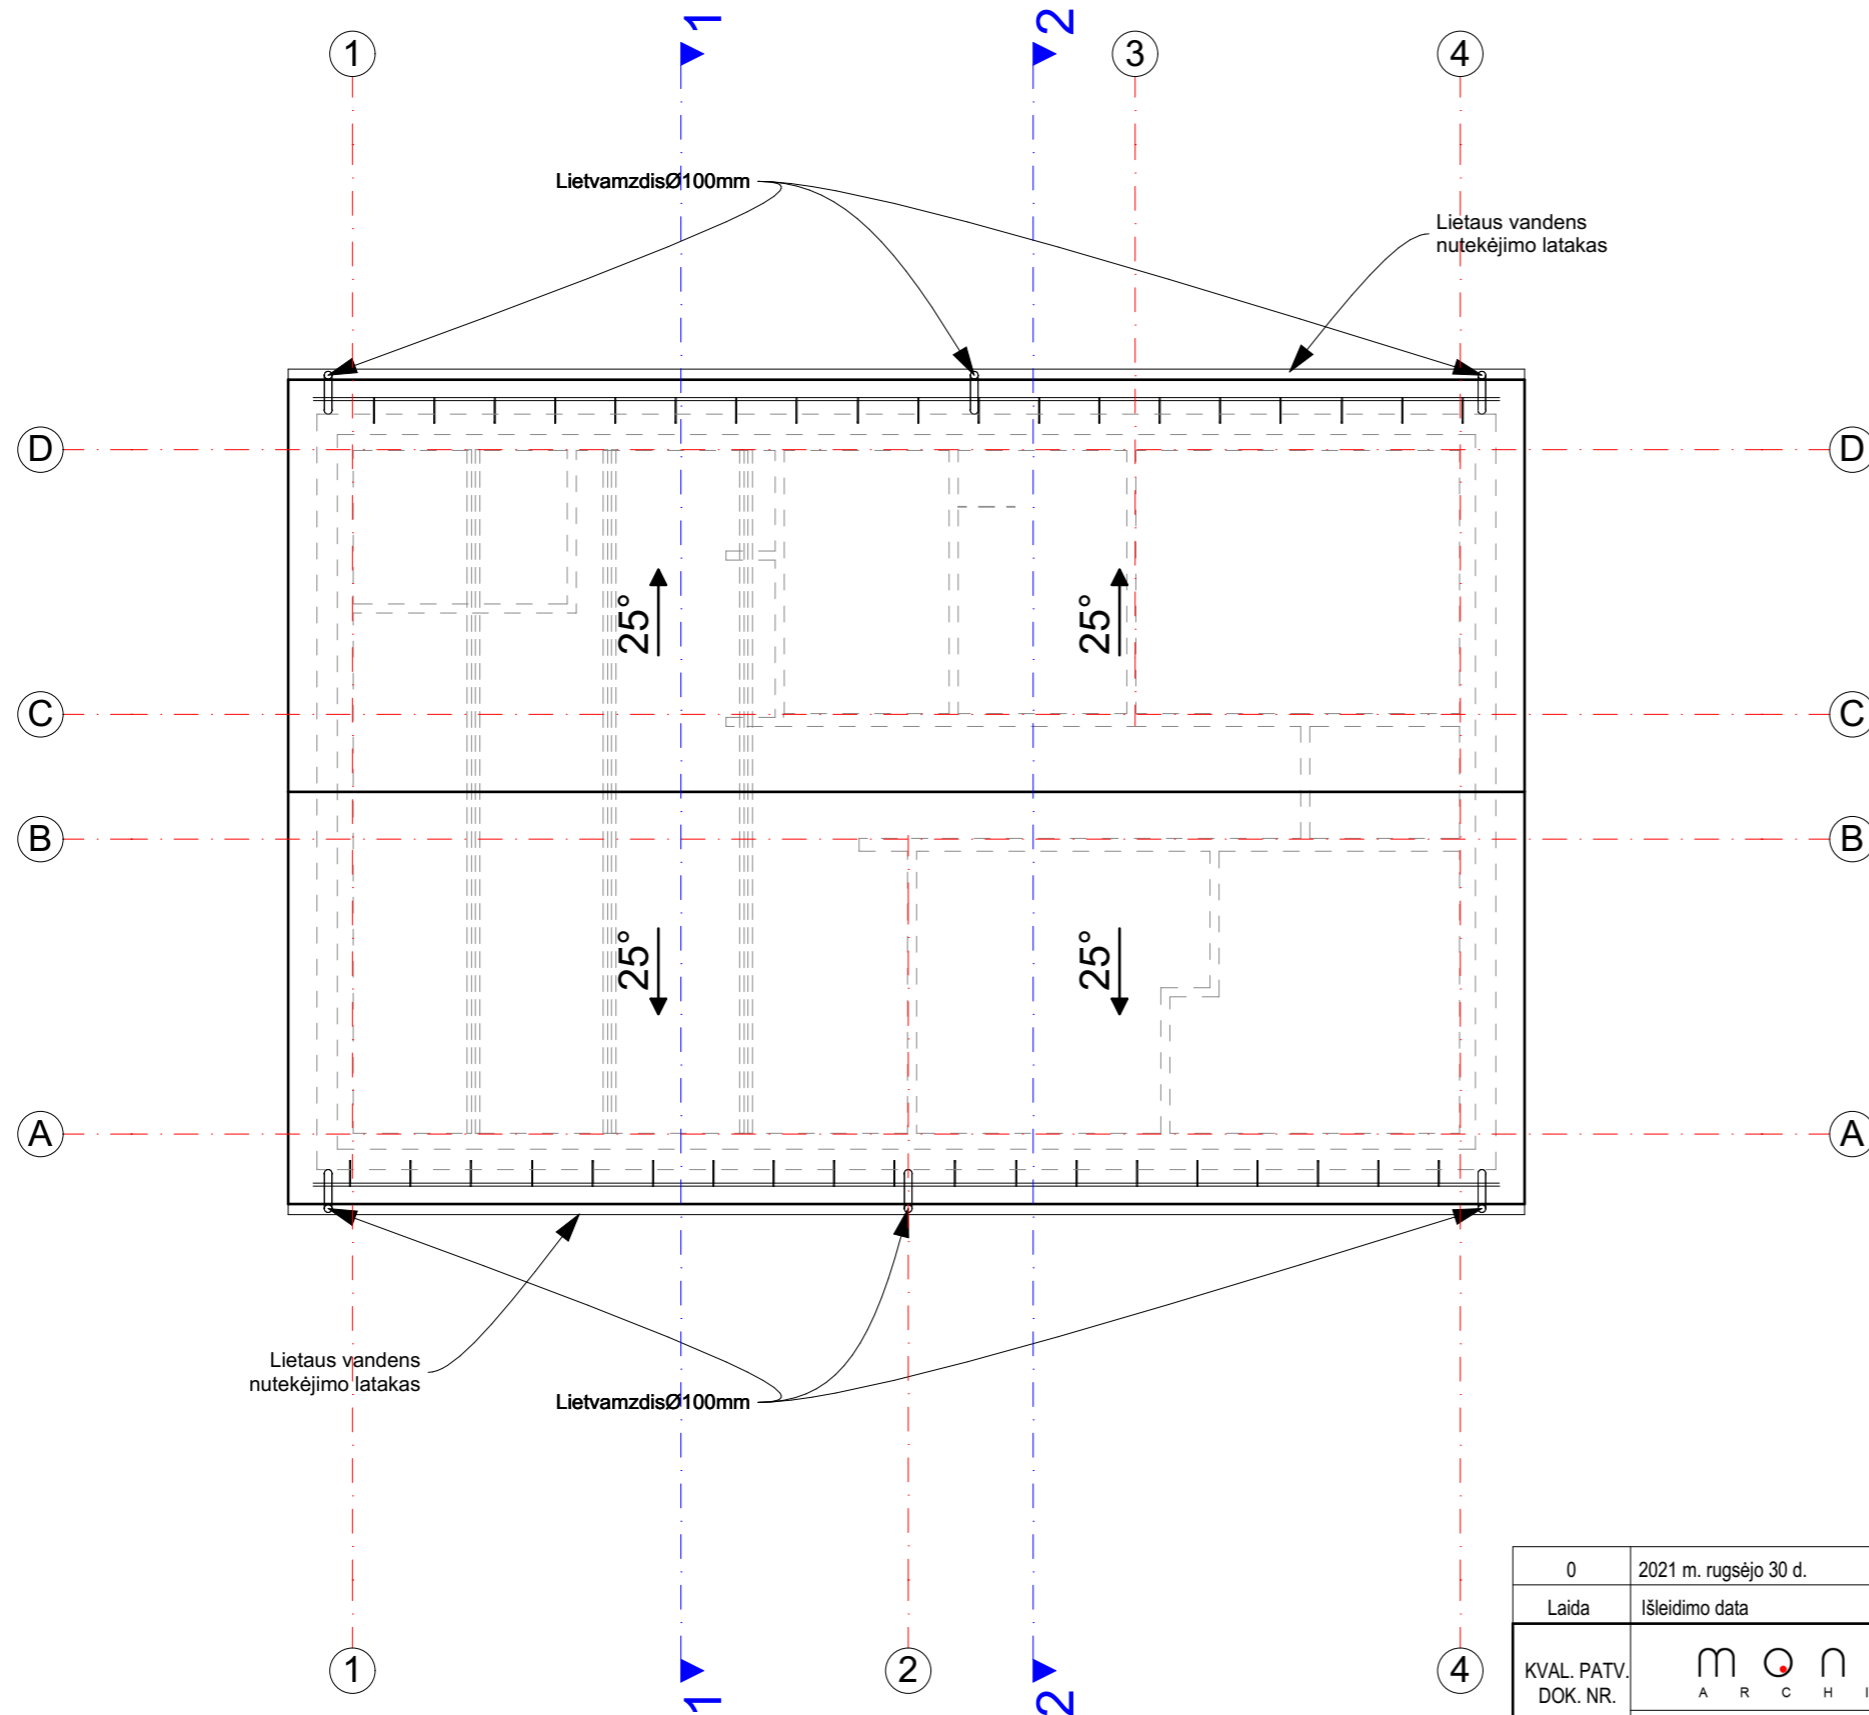 1
1
2
3
4
LietvamzdisØ100mm
Lietaus vandens
nutekėjimo latakas
D
D
25°
25°
C
C
B
B
25°
25°
A
A
Lietaus vandens
nutekėjimo latakas
LietvamzdisØ100mm
0
2021 m. rugsėjo 30 d.
Laida
Išleidimo data
KVAL. PATV.
DOK. NR.
A R C H I
1
1
2
2
4